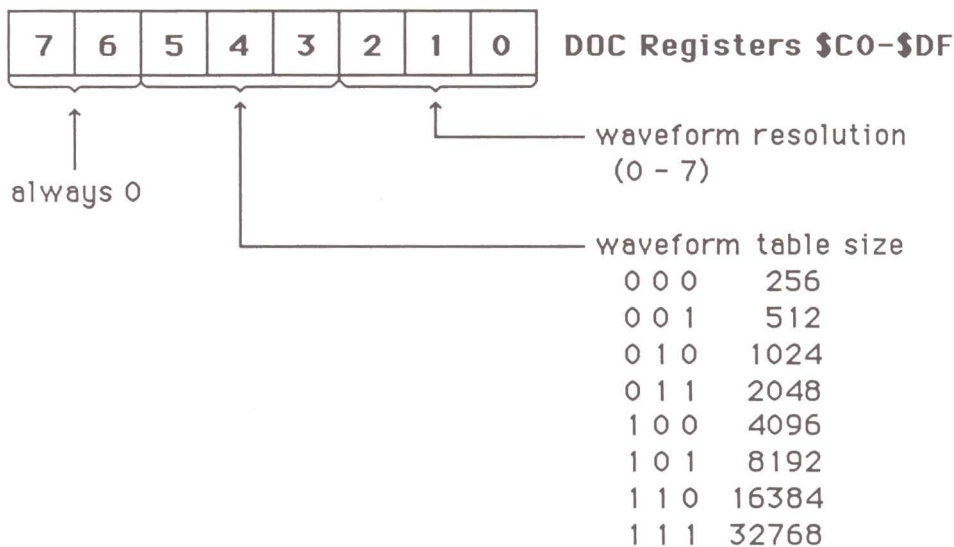 7 6 5 4 3 2 1 0 DOC Registers $C0-$DF
waveform resolution
(0 - 7)
always 0
waveform table size
0 0 0 256
0 0 1 512
0 1 0 1024
0 1 1 2048
1 0 0 4096
1 0 1 8192
1 1 0 16384
1 1 1 32768